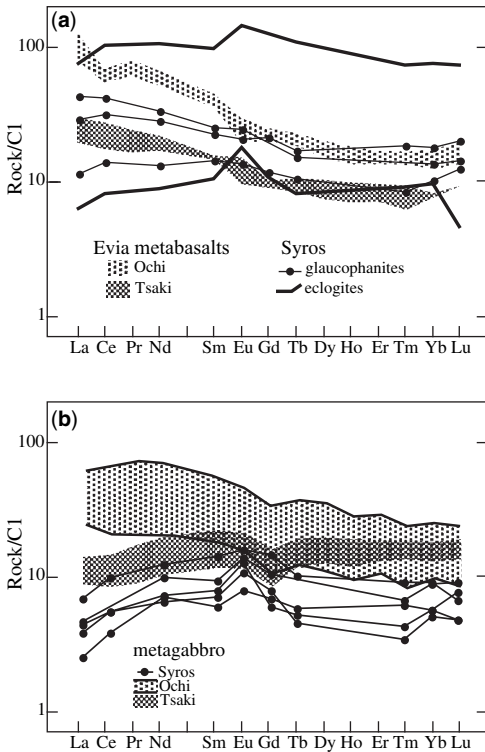 (a)
100
10
1
Rock/C1
Evia metabasalts
Ochi
Tsaki
Syros
glaucophanites
eclogites
La Ce Pr Nd Sm Eu Gd Tb Dy Ho Er Tm Yb Lu
(b)
100
10
1
Rock/C1
metagabbro
Syros
Ochi
Tsaki
La Ce Pr Nd Sm Eu Gd Tb Dy Ho Er Tm Yb Lu